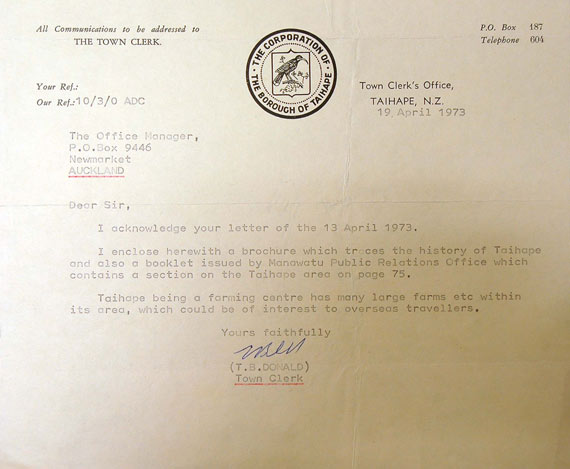 All Communications to be addressed to
THE TOWN CLERK.
P.O. Box 187
Telephone 604
THE CORPORATION OF
THE BOROUGH OF TAIHAPE
Your Ref.:
Our Ref.: 10/3/0 ADC
Town Clerk's Office,
TAIHAPE, N.Z.
19 April 1973
The Office Manager,
P.O.Box 9446
Newmarket
AUCKLAND
Dear Sir,
I acknowledge your letter of the 13 April 1973.
I enclose herewith a brochure which traces the history of Taihape
and also a booklet issued by Manawatu Public Relations Office which
contains a section on the Taihape area on page 75.
Taihape being a farming centre has many large farms etc within
its area, which could be of interest to overseas travellers.
Yours faithfully
(T.B.DONALD)
Town Clerk